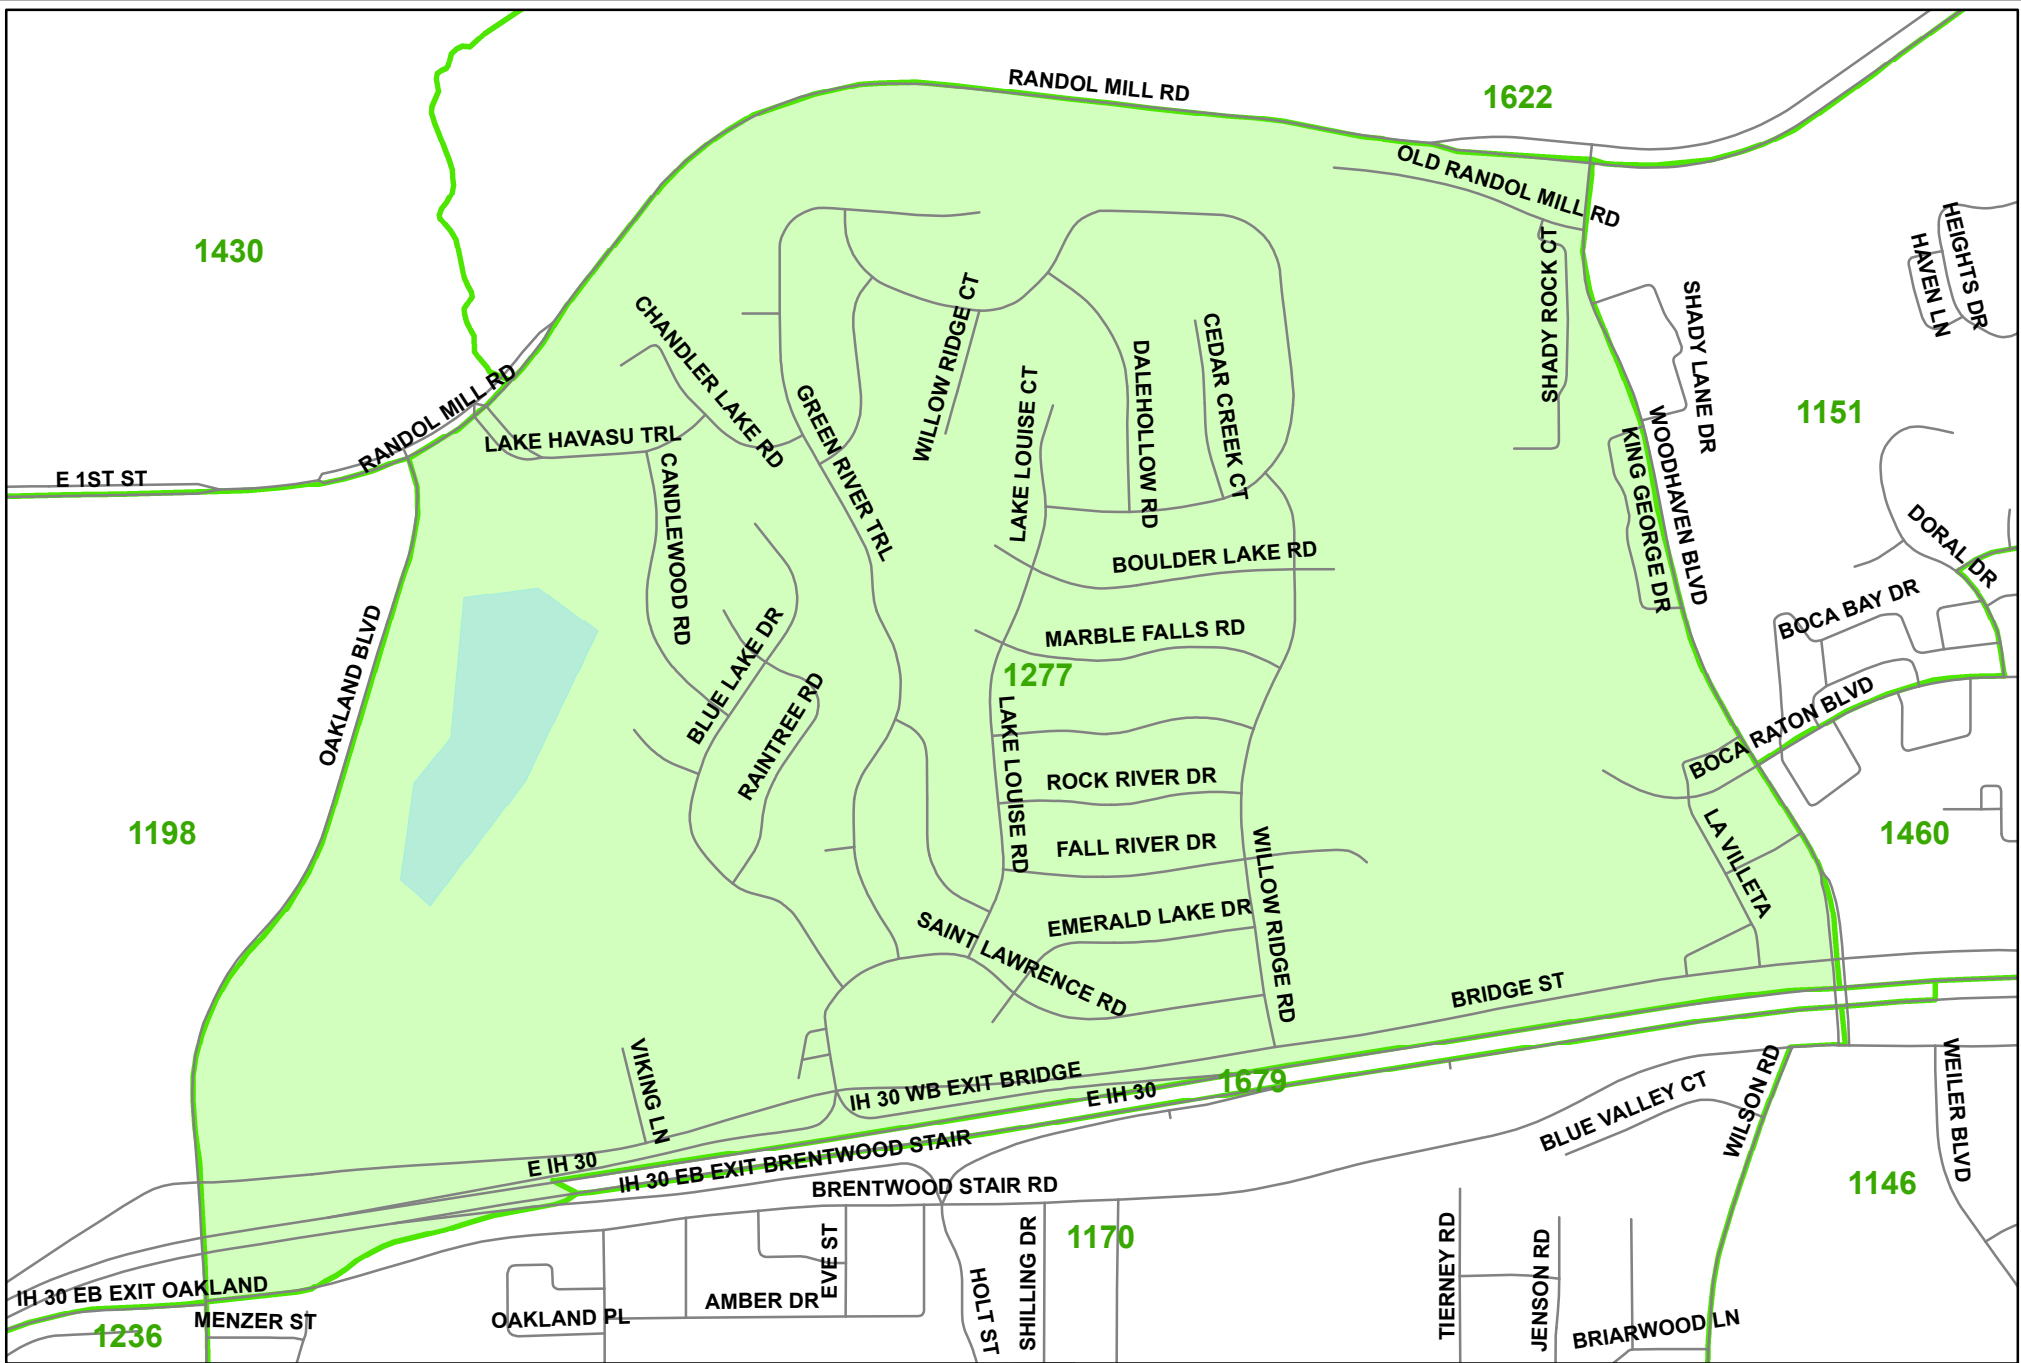 RANDOL MILL RD
1622
OLD RANDOL MILL RD
1430
HEIGHTS DR
HAVEN LN
SHADY ROCK CT
SHADY LANE DR
WILLOW RIDGE CT
CHANDLER LAKE RD
CEDAR CREEK CT
DALEHOLLOW RD
LAKE LOUISE CT
GREEN RIVER TRL
RANDOL MILL RD
LAKE HAVASU TRL
1151
WOODHAVEN BLVD
KING GEORGE DR
E 1ST ST
CANDLEWOOD RD
DORAL DR
BOULDER LAKE RD
BOCA BAY DR
OAKLAND BLVD
BLUE LAKE DR
MARBLE FALLS RD
1277
RAINTREE RD
LAKE LOUISE RD
BOCA RATON BLVD
ROCK RIVER DR
1198
FALL RIVER DR
1460
LA VILLETA
WILLOW RIDGE RD
EMERALD LAKE DR
SAINT LAWRENCE RD
BRIDGE ST
VIKING LN
IH 30 WB EXIT BRIDGE
1679
E IH 30
WILSON RD
WEILER BLVD
BLUE VALLEY CT
E IH 30
IH 30 EB EXIT BRENTWOOD STAIR
BRENTWOOD STAIR RD
1146
1170
EVE ST
SHILLING DR
TIERNEY RD
JENSON RD
IH 30 EB EXIT OAKLAND
HOLT ST
AMBER DR
OAKLAND PL
MENZER ST
1236
BRIARWOOD LN